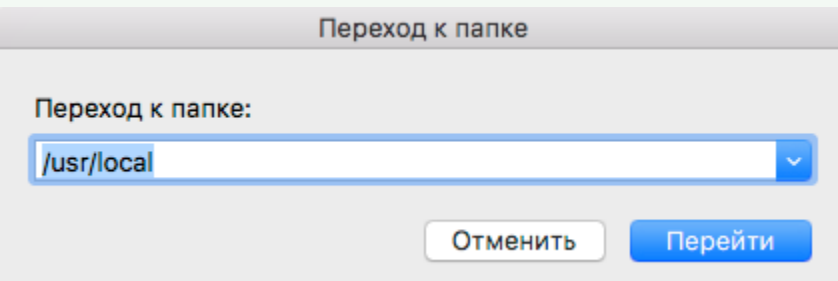 Переход к папке
Переход к папке:
/usr/local
Отменить Перейти